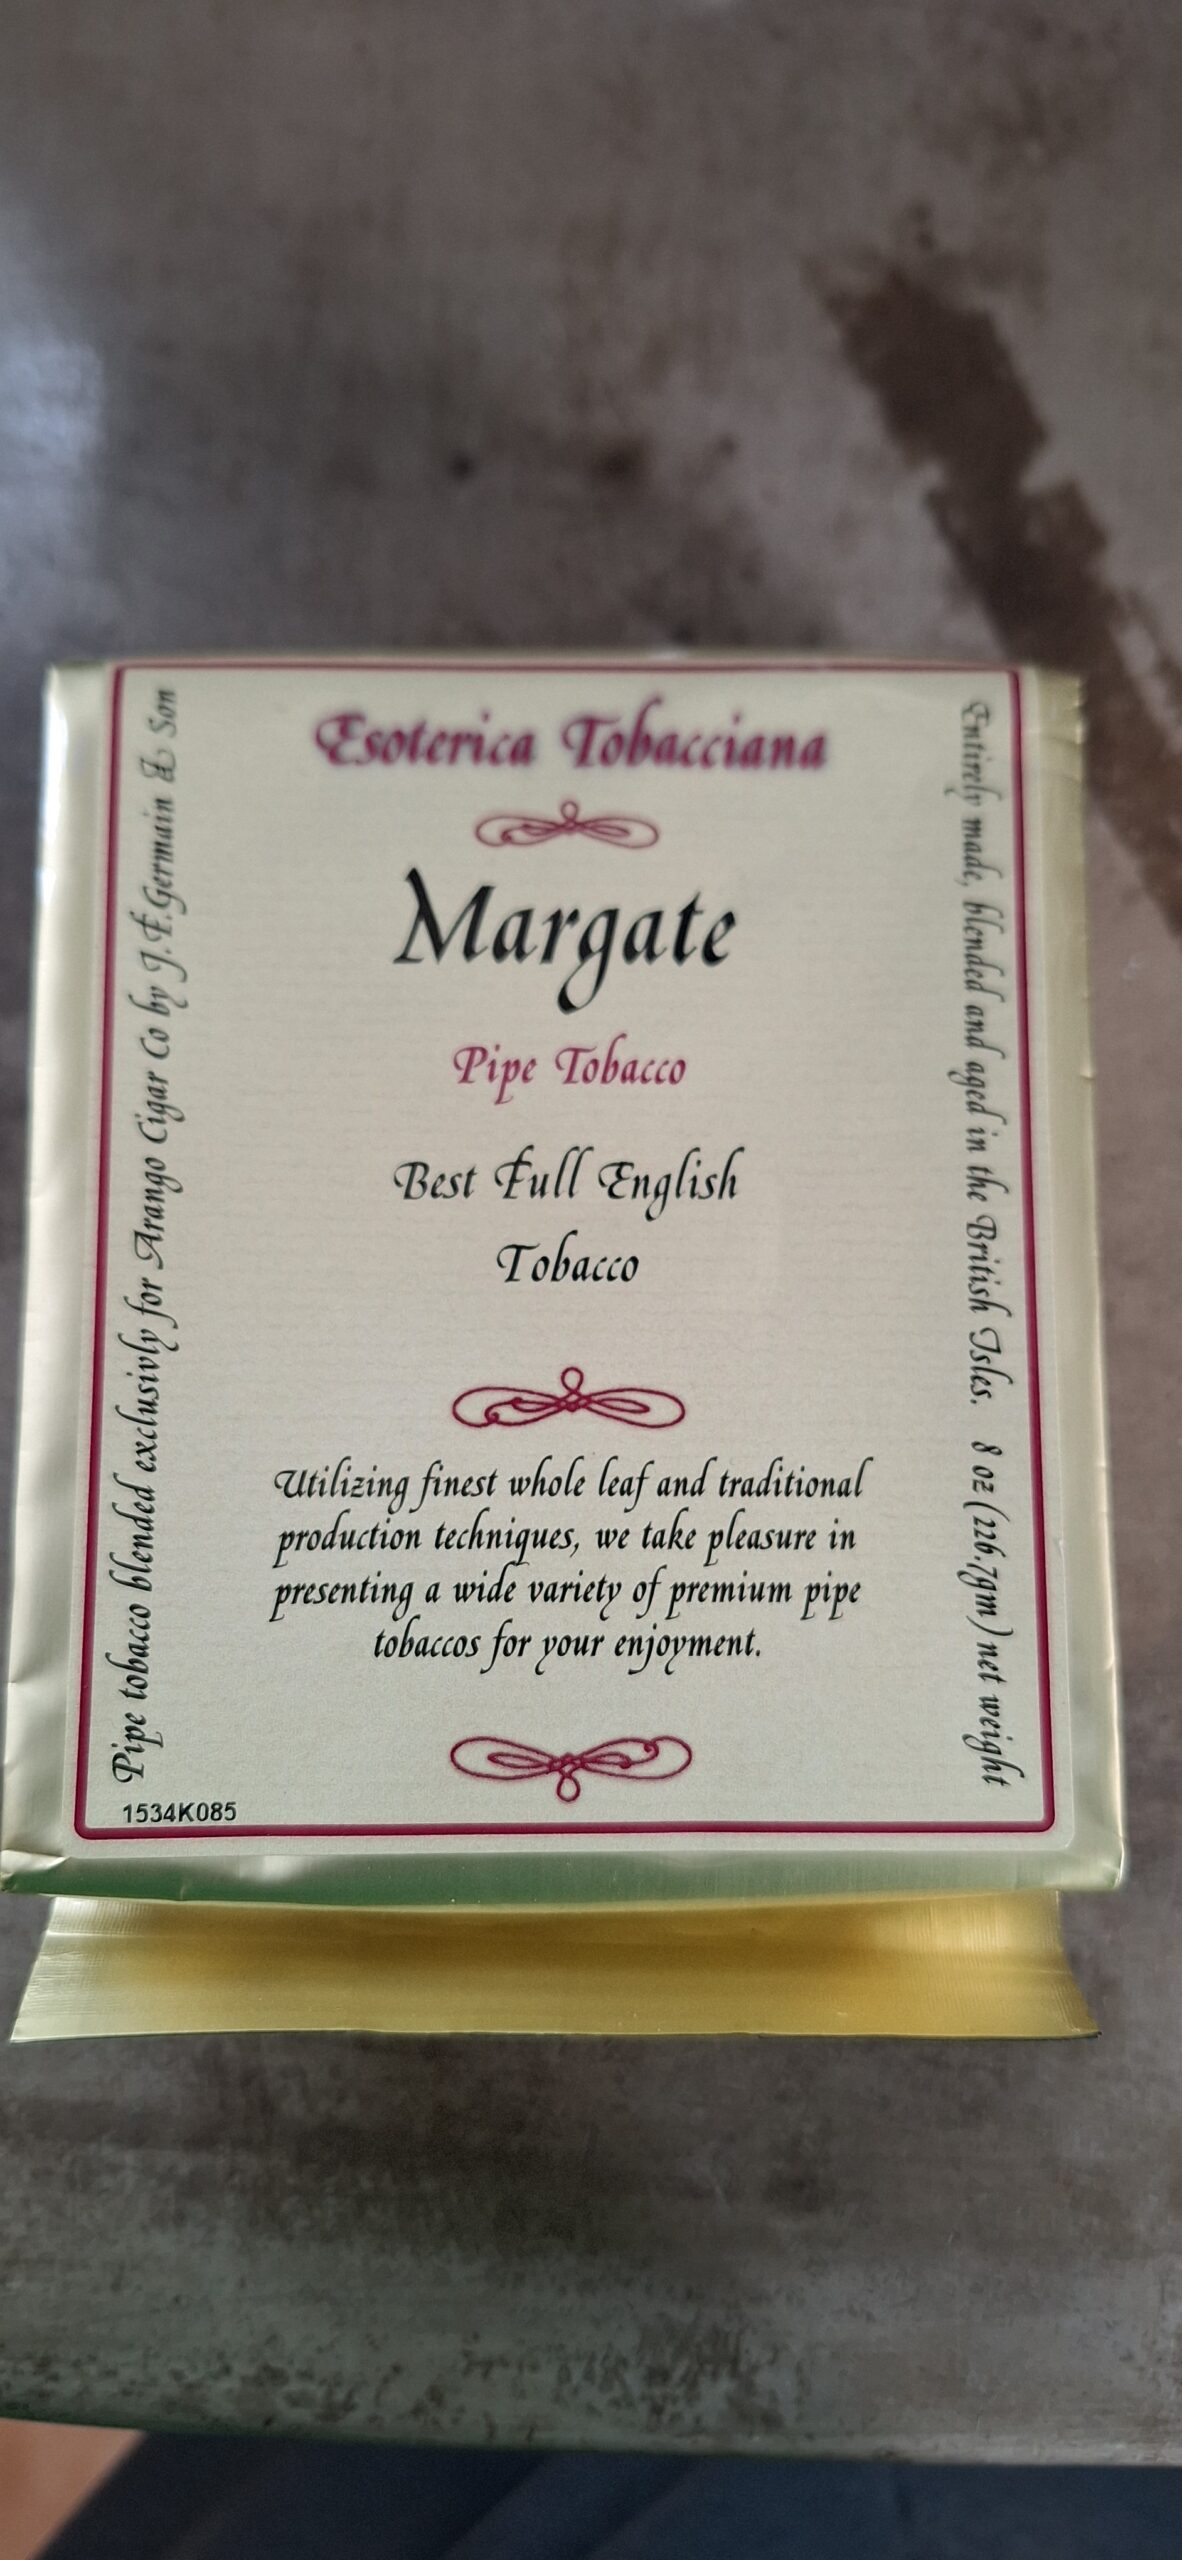 Esoterica Tobacciana
Margate
Pipe Tobacco
Best Full English
Tobacco
Utilizing finest whole leaf and traditional
production techniques, we take pleasure in
presenting a wide variety of premium pipe
tobaccos for your enjoyment.
Pipe tobacco blended exclusivly for Arango Cigar Co by J.F.Germain & Son
Entirely made, blended and aged in the British Isles. 8 oz (226.7gm) net weight
1534K085